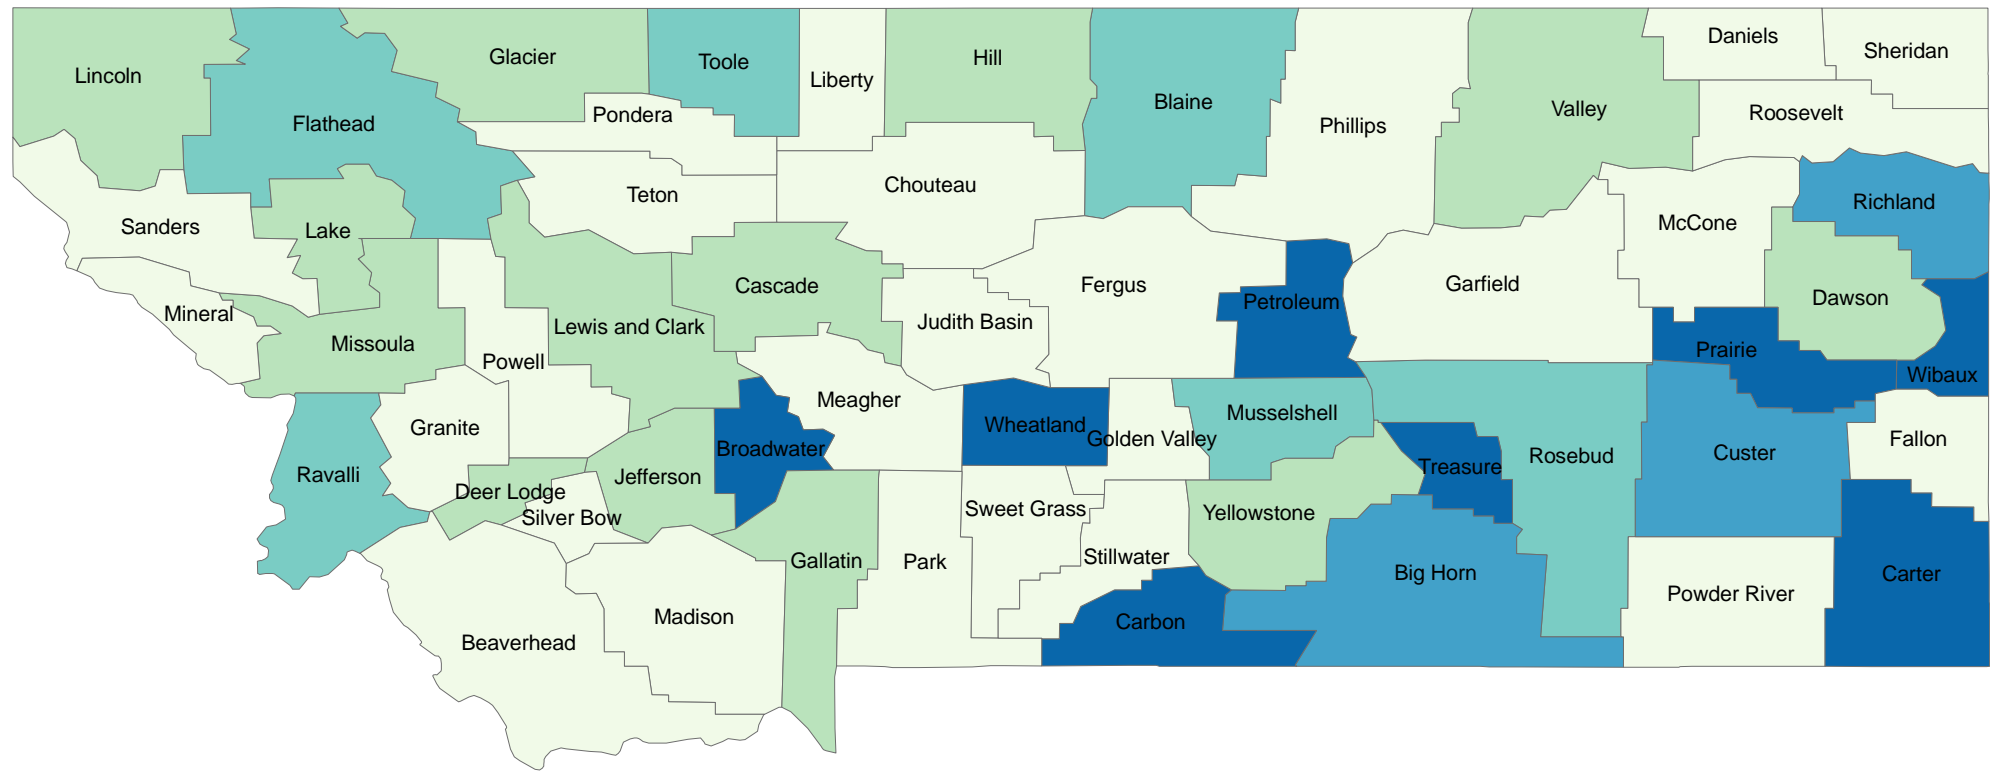 Daniels
Sheridan
Glacier
Hill
Toole
Lincoln
Liberty
Blaine
Valley
Roosevelt
Pondera
Flathead
Phillips
Chouteau
Teton
Richland
McCone
Sanders
Lake
Fergus
Garfield
Cascade
Dawson
Petroleum
Mineral
Judith Basin
Lewis and Clark
Missoula
Prairie
Powell
Wibaux
Meagher
Musselshell
Wheatland
Granite
Golden Valley
Fallon
Broadwater
Custer
Rosebud
Treasure
Ravalli
Jefferson
Deer Lodge
Sweet Grass
Yellowstone
Silver Bow
Stillwater
Gallatin
Park
Big Horn
Carter
Powder River
Madison
Carbon
Beaverhead